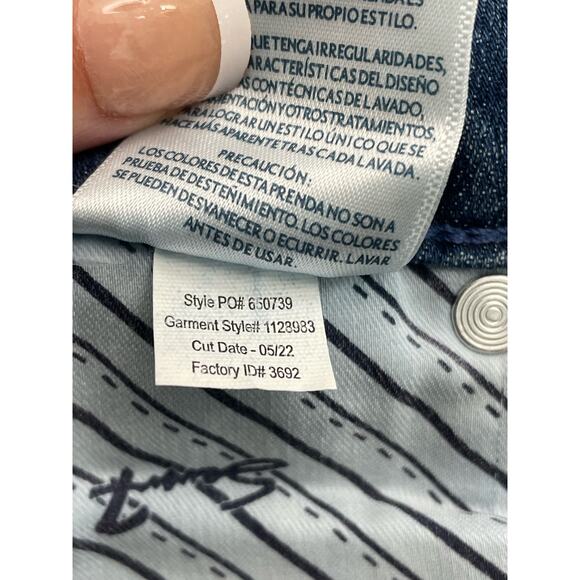 A PARA SU PROPIO ESTILO.
QUE TENGA IRREGULARIDADES,
CARACTERÍSTICAS DEL DISEÑO
CON TÉCNICAS DE LAVADO,
Y OTROS TRATAMIENTOS,
PARA LOGRAR UN ESTILO ÚNICO QUE SE
HACE MÁS APARENTE TRAS CADA LAVADA.
PRECAUCIÓN:
LOS COLORES DE ESTA PRENDA NO SON A
PRUEBA DE DESTEÑIMIENTO. LOS COLORES
SE PUEDEN DESVANECER O ECURRIR. LAVAR
ANTES DE USAR.
Style PO# 660739
Garment Style# 1128983
Cut Date - 05/22
Factory ID# 3692